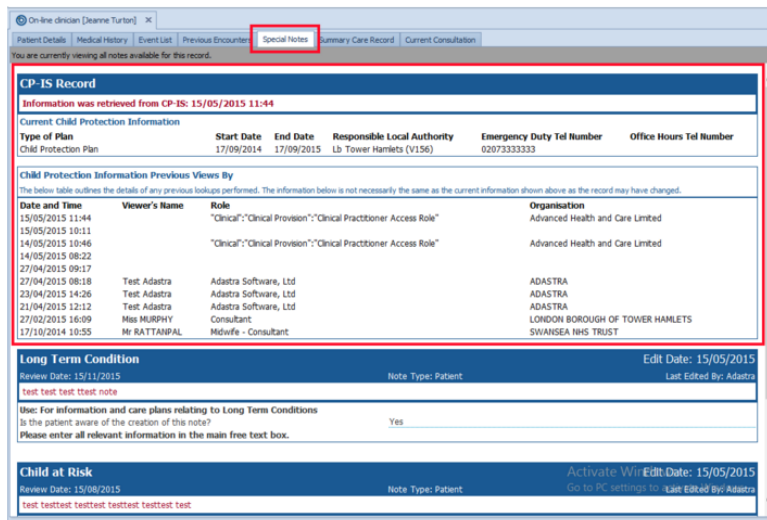 On-line clinician [Jeanne Turton]
Patient Details Medical History Event List Previous Encounters Special Notes Summary Care Record Current Consultation
You are currently viewing all notes available for this record.
CP-IS Record
Information was retrieved from CP-IS: 15/05/2015 11:44
Current Child Protection Information
Type of Plan Start Date End Date Responsible Local Authority Emergency Duty Tel Number Office Hours Tel Number
Child Protection Plan 17/09/2014 17/09/2015 Lb Tower Hamlets (V156) 02073333333
Child Protection Information Previous Views By
The below table outlines the details of any previous lookups performed. The information below is not necessarily the same as the current information shown above as the record may have changed.
Date and Time Viewer's Name Role Organisation
15/05/2015 11:44 "Clinical":"Clinical Provision":"Clinical Practitioner Access Role" Advanced Health and Care Limited
15/05/2015 10:11
14/05/2015 10:46 "Clinical":"Clinical Provision":"Clinical Practitioner Access Role" Advanced Health and Care Limited
14/05/2015 08:22
27/04/2015 09:17
27/04/2015 08:18 Test Adastra Adastra Software, Ltd ADASTRA
23/04/2015 14:26 Test Adastra Adastra Software, Ltd ADASTRA
21/04/2015 12:12 Test Adastra Adastra Software, Ltd ADASTRA
27/02/2015 16:09 Miss MURPHY Consultant LONDON BOROUGH OF TOWER HAMLETS
17/10/2014 10:55 Mr RATTANPAL Midwife - Consultant SWANSEA NHS TRUST
Long Term Condition Edit Date: 15/05/2015
Review Date: 15/11/2015 Note Type: Patient Last Edited By: Adastra
test test test ttest note
Use: For information and care plans relating to Long Term Conditions
Is the patient aware of the creation of this note? Yes
Please enter all relevant information in the main free text box.
Child at Risk Edit Date: 15/05/2015
Review Date: 15/08/2015 Note Type: Patient Last Edited By: Adastra
test testtest testtest testtest testtest test
Activate
Go to PC settings to